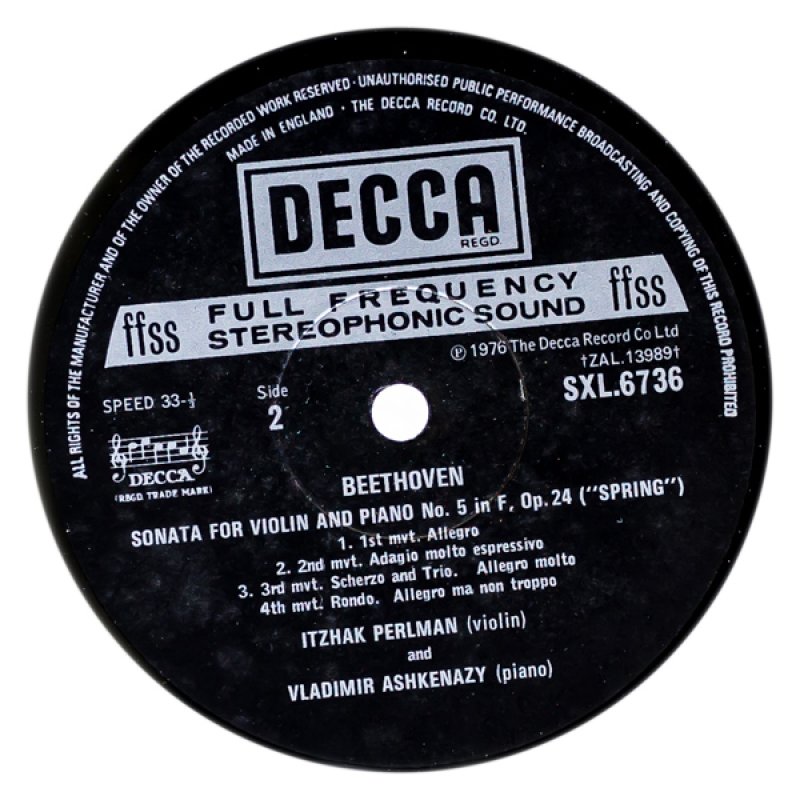 ALL RIGHTS OF THE MANUFACTURER AND OF THE OWNER OF THE RECORDED WORK RESERVED · UNAUTHORISED PUBLIC PERFORMANCE BROADCASTING AND COPYING OF THIS RECORD PROHIBITED
MADE IN ENGLAND · THE DECCA RECORD CO. LTD.
DECCA
REGD.
ffss FULL FREQUENCY ffss
STEREOPHONIC SOUND
℗ 1976 The Decca Record Co Ltd
†ZAL.13989†
SXL.6736
SPEED 33-⅓
Side
2
DECCA
(REGD TRADE MARK)
BEETHOVEN
SONATA FOR VIOLIN AND PIANO No. 5 in F, Op. 24 ("SPRING")
1. 1st mvt. Allegro
2. 2nd mvt. Adagio molto espressivo
3. 3rd mvt. Scherzo and Trio. Allegro molto
4th mvt. Rondo. Allegro ma non troppo
ITZHAK PERLMAN (violin)
and
VLADIMIR ASHKENAZY (piano)